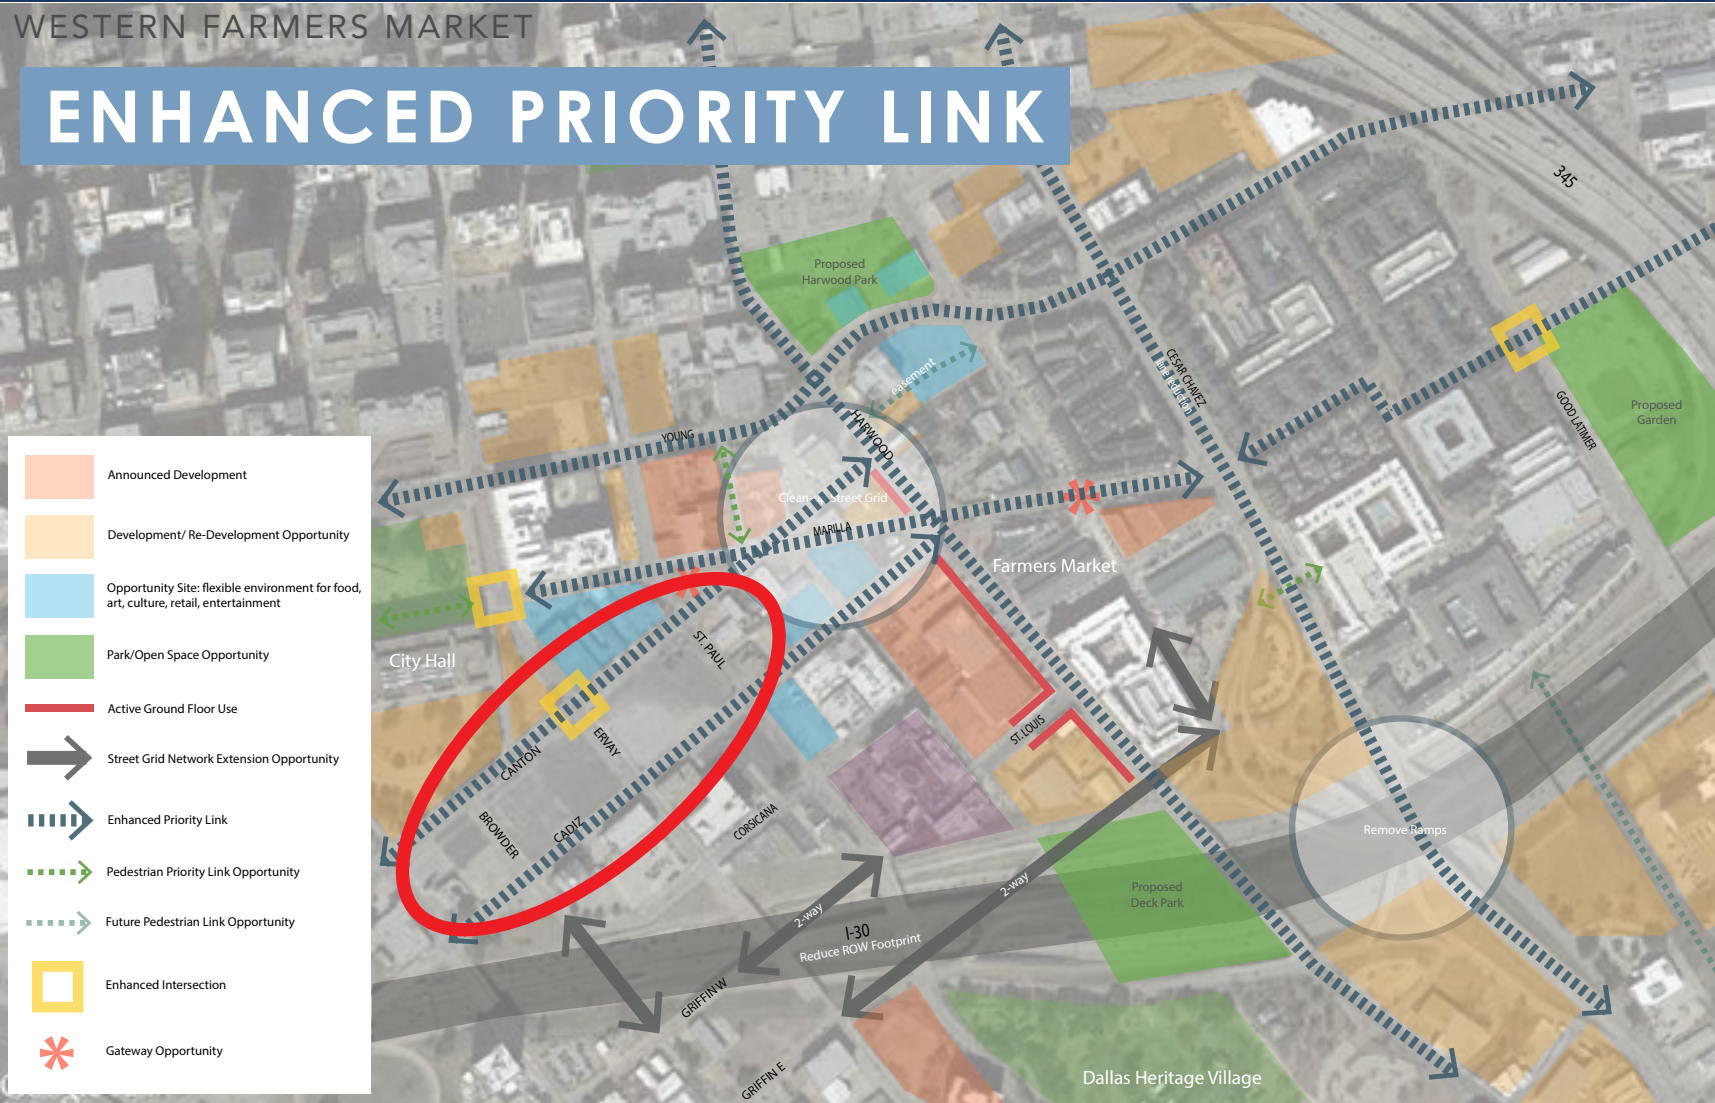 WESTERN FARMERS MARKET
ENHANCED PRIORITY LINK
345
Proposed
Harwood Park
easement
HARWOOD
YOUNG
CESAR CHAVEZ
Proposed
Garden
GOOD LATIMER
Street Grid
MARILLA
Farmers Market
City Hall
ST. PAUL
ERVAY
CANTON
BROWDER
CADIZ
CORSICANA
ST. LOUIS
Remove Ramps
2-way
2-way
Proposed
Deck Park
I-30
Reduce ROW Footprint
GRIFFIN W
GRIFFIN E
Dallas Heritage Village
Announced Development
Development/ Re-Development Opportunity
Opportunity Site: flexible environment for food,
art, culture, retail, entertainment
Park/Open Space Opportunity
Active Ground Floor Use
Street Grid Network Extension Opportunity
Enhanced Priority Link
Pedestrian Priority Link Opportunity
Future Pedestrian Link Opportunity
Enhanced Intersection
Gateway Opportunity